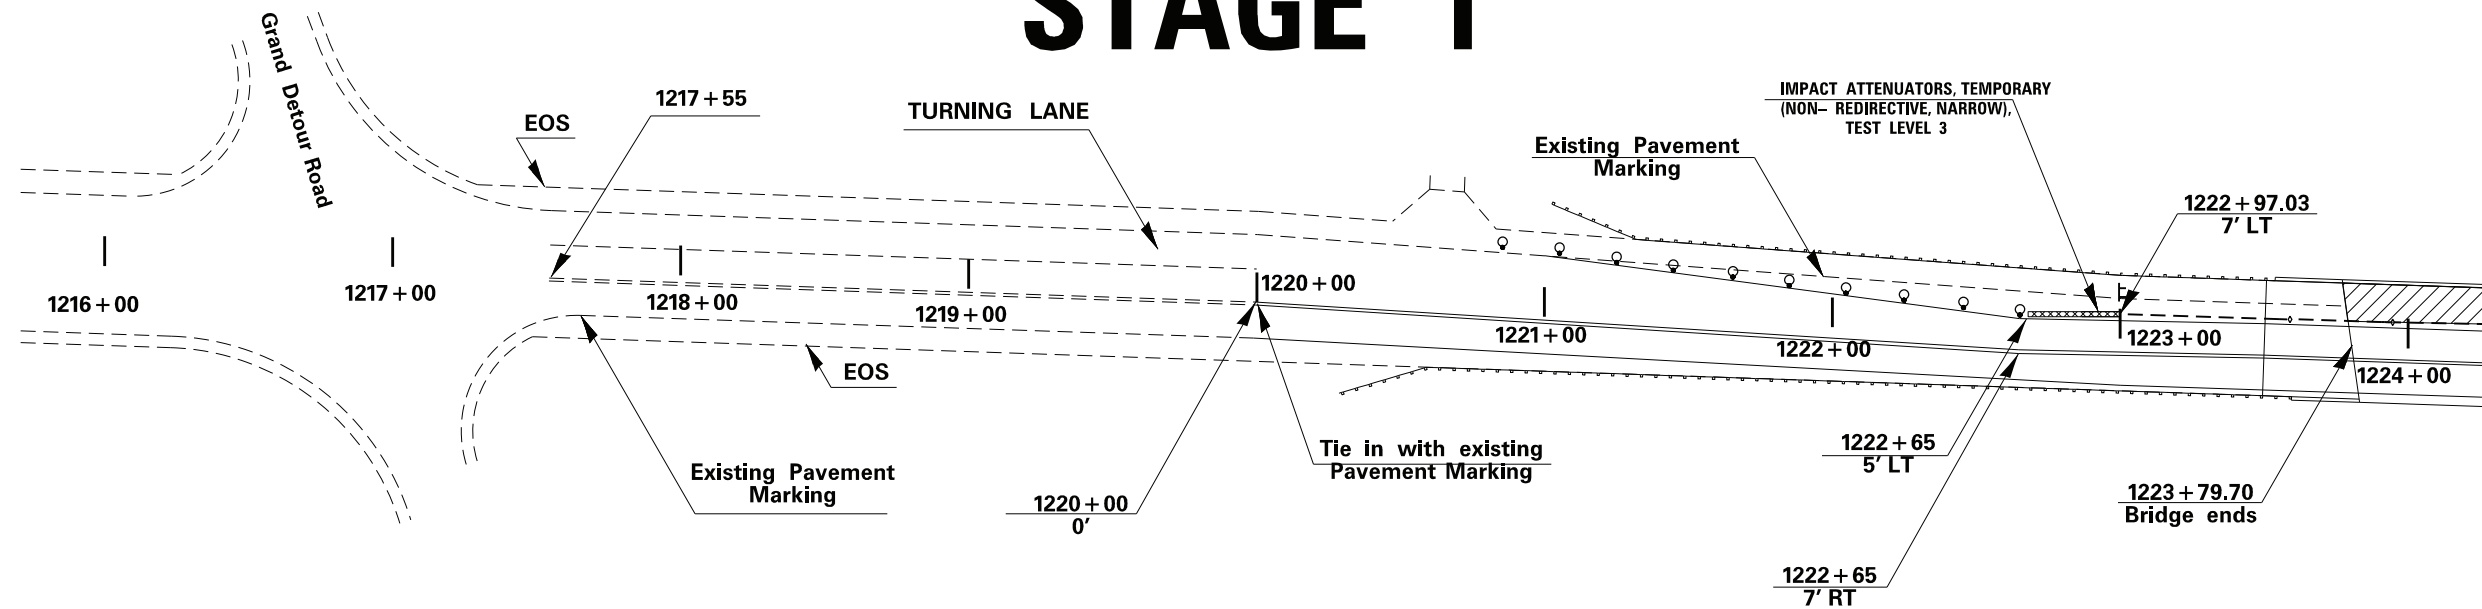 STAGE 1
Grand Detour Road
1217+55
EOS
TURNING LANE
IMPACT ATTENUATORS, TEMPORARY
(NON- REDIRECTIVE, NARROW),
TEST LEVEL 3
Existing Pavement
Marking
1222+97.03
7' LT
1216+00
1217+00
1218+00
1219+00
1220+00
1221+00
1222+00
1223+00
1224+00
EOS
Existing Pavement
Marking
1220+00
0'
Tie in with existing
Pavement Marking
1222+65
5' LT
1222+65
7' RT
1223+79.70
Bridge ends